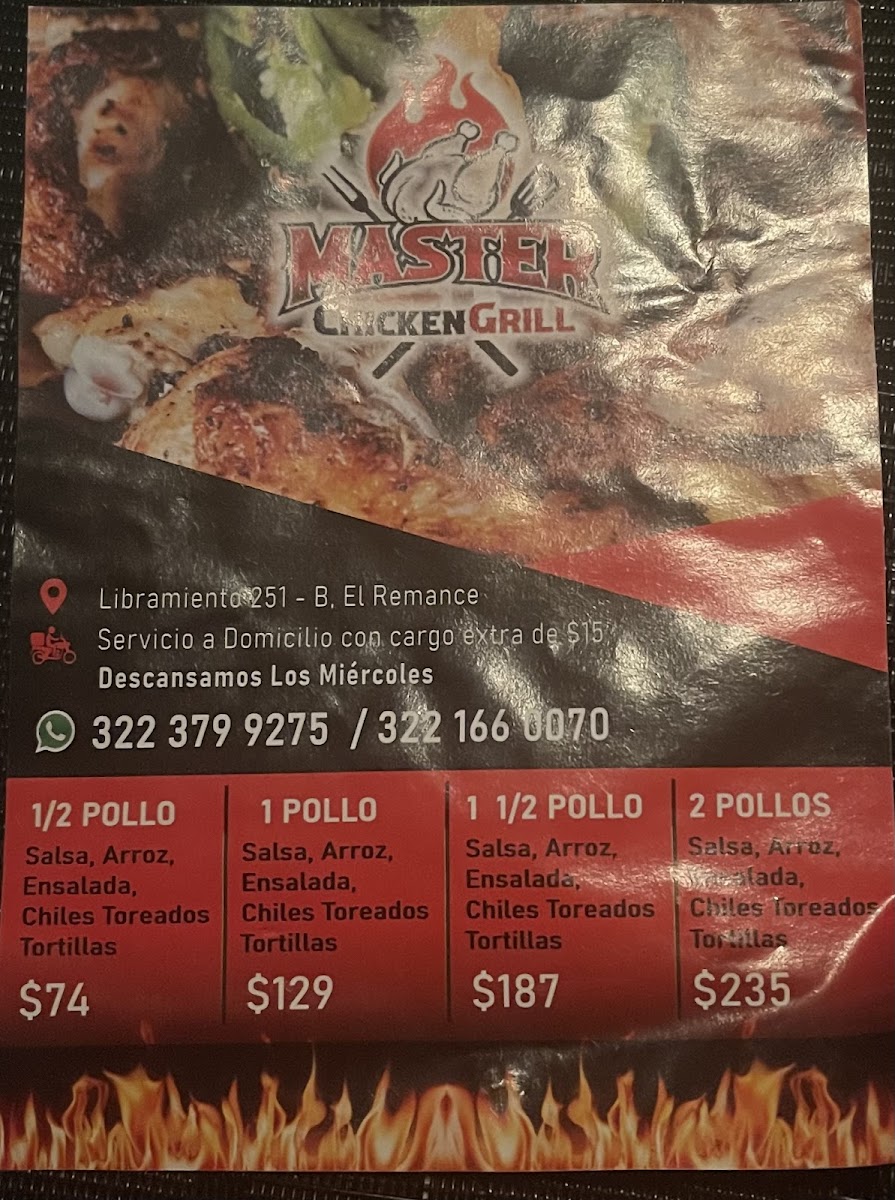 MASTER
CHICKEN GRILL
Libramiento 251 - B, El Remance
Servicio a Domicilio con cargo extra de $15
Descansamos Los Miércoles
322 379 9275 / 322 166 0070
1/2 POLLO
Salsa, Arroz,
Ensalada,
Chiles Toreados
Tortillas
$74
1 POLLO
Salsa, Arroz,
Ensalada,
Chiles Toreados
Tortillas
$129
1 1/2 POLLO
Salsa, Arroz,
Ensalada,
Chiles Toreados
Tortillas
$187
2 POLLOS
Salsa, Arroz,
Ensalada,
Chiles Toreados
Tortillas
$235